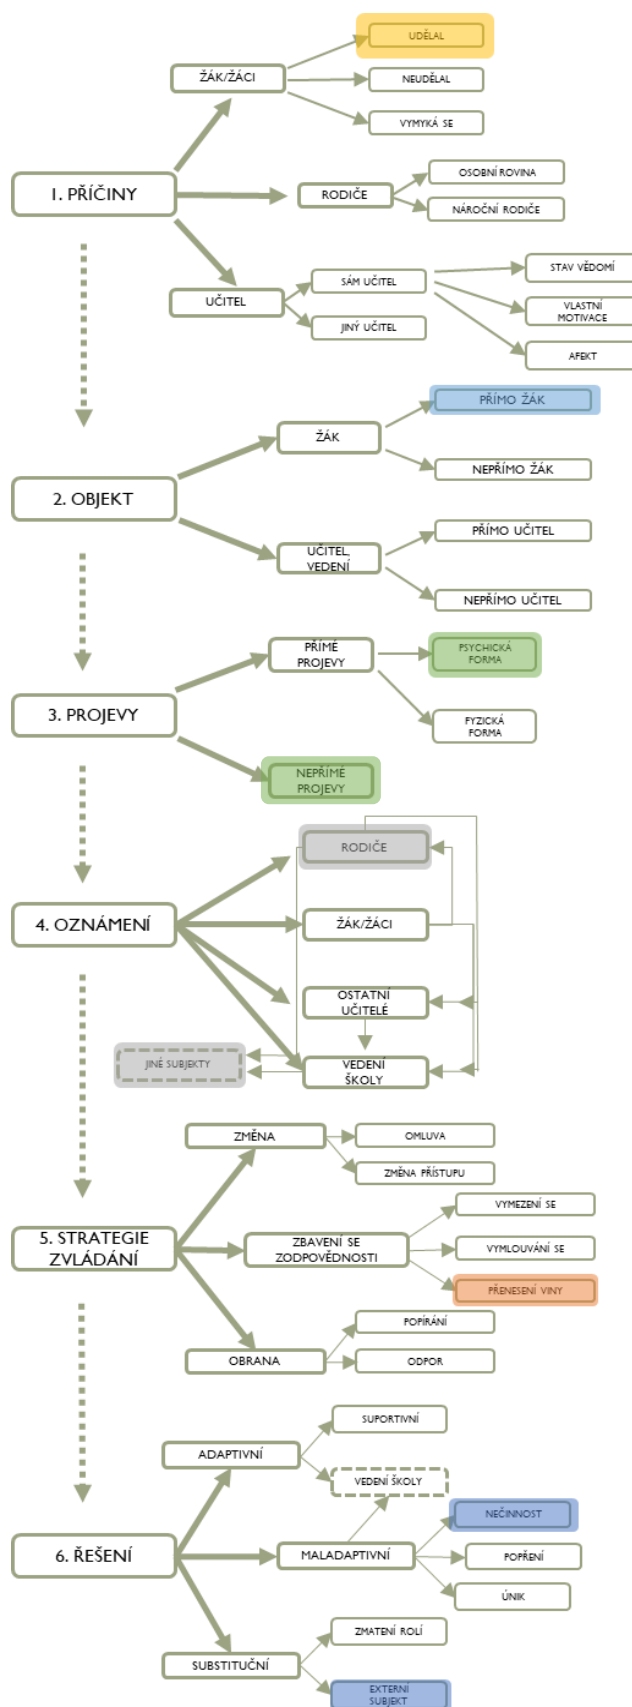 UDĚLAL
ŽÁK/ŽÁCI
NEUDĚLAL
VYMYKÁ SE
1. PŘÍČINY
OSOBNÍ ROVINA
RODIČE
NÁROČNÍ RODIČE
UČITEL
SÁM UČITEL
STAV VĚDOMÍ
VLASTNÍ
MOTIVACE
JINÝ UČITEL
AFEKT
PŘÍMO ŽÁK
ŽÁK
NEPŘÍMO ŽÁK
2. OBJEKT
PŘÍMO UČITEL
UČITEL,
VEDENÍ
NEPŘÍMO UČITEL
PŘÍMÉ
PROJEVY
PSYCHICKÁ
FORMA
3. PROJEVY
FYZICKÁ
FORMA
NEPŘÍMÉ
PROJEVY
RODIČE
4. OZNÁMENÍ
ŽÁK/ŽÁCI
OSTATNÍ
UČITELÉ
JINÉ SUBJEKTY
VEDENÍ
ŠKOLY
ZMĚNA
OMLUVA
ZMĚNA PŘÍSTUPU
5. STRATEGIE
ZVLÁDÁNÍ
ZBAVENÍ SE
ZODPOVĚDNOSTI
VYMEZENÍ SE
VYMLOUVÁNÍ SE
PŘENESENÍ VINY
POPÍRÁNÍ
OBRANA
ODPOR
SUPORTIVNÍ
ADAPTIVNÍ
VEDENÍ ŠKOLY
NEČINNOST
6. ŘEŠENÍ
MALADAPTIVNÍ
POPŘENÍ
ÚNIK
ZMATENÍ ROLÍ
SUBSTITUČNÍ
EXTERNÍ
SUBJEKT